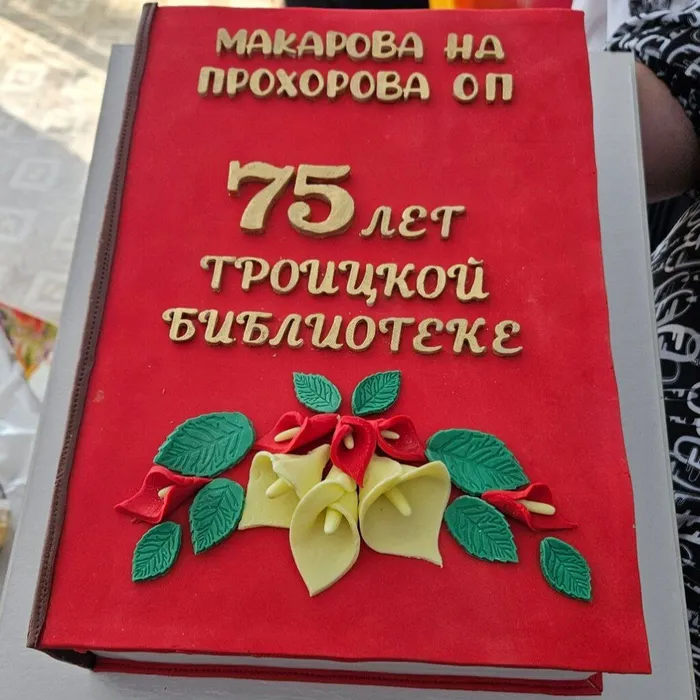 МАКАРОВА НА
ПРОХОРОВА ОП
75 ЛЕТ
ТРОИЦКОЙ
БИБЛИОТЕКЕ